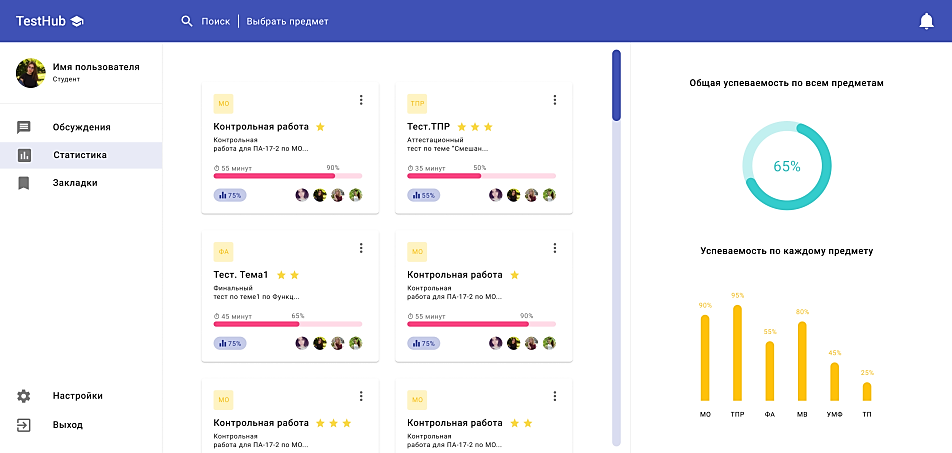 TestHub
Поиск
Выбрать предмет
Имя пользователя
Студент
Обсуждения
Статистика
Закладки
Настройки
Выход
МО
Контрольная работа
Контрольная
работа для ПА-17-2 по МО...
55 минут
90%
75%
ТПР
Тест.ТПР
Аттестационный
тест по теме "Смешан...
35 минут
50%
55%
ФА
Тест. Тема1
Финальный
тест по теме1 по Функц...
45 минут
65%
75%
МО
Контрольная работа
Контрольная
работа для ПА-17-2 по МО...
55 минут
90%
75%
МО
Контрольная работа
Контрольная
работа для ПА-17-2 по МО...
МО
Контрольная работа
Контрольная
работа для ПА-17-2 по МО...
Общая успеваемость по всем предметам
65%
Успеваемость по каждому предмету
90%
95%
55%
80%
45%
28%
МО
ТПР
ФА
МВ
УМФ
ТП